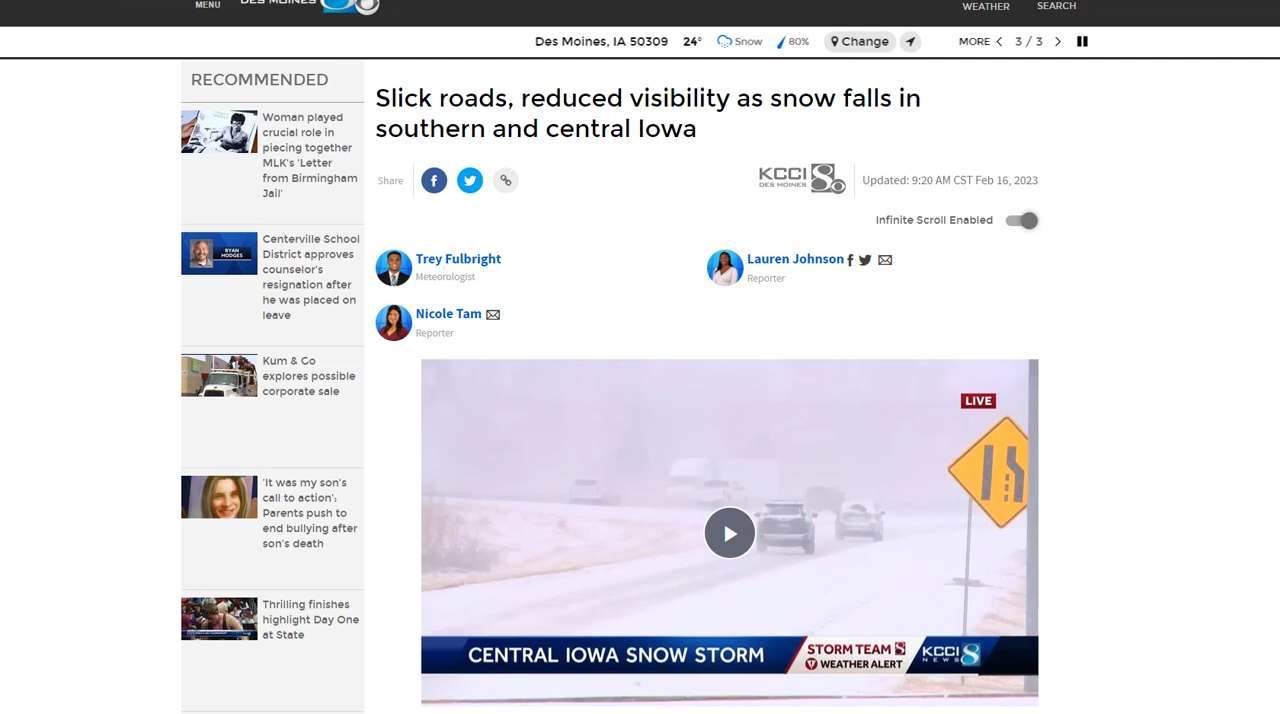 MENU
DES MOINES 8
WEATHER
SEARCH
Des Moines, IA 50309 24° Snow 80% Change MORE 3 / 3
RECOMMENDED
Woman played
crucial role in
piecing together
MLK's 'Letter
from Birmingham
Jail'
RYAN
HODGES
Centerville School
District approves
counselor's
resignation after
he was placed on
leave
Kum & Go
explores possible
corporate sale
'It was my son's
call to action':
Parents push to
end bullying after
son's death
Thrilling finishes
highlight Day One
at State
Slick roads, reduced visibility as snow falls in
southern and central Iowa
Share
KCCI 8
DES MOINES
Updated: 9:20 AM CST Feb 16, 2023
Infinite Scroll Enabled
Trey Fulbright
Meteorologist
Lauren Johnson
Reporter
Nicole Tam
Reporter
LIVE
CENTRAL IOWA SNOW STORM
STORM TEAM 8
WEATHER ALERT
KCCI 8
NEWS